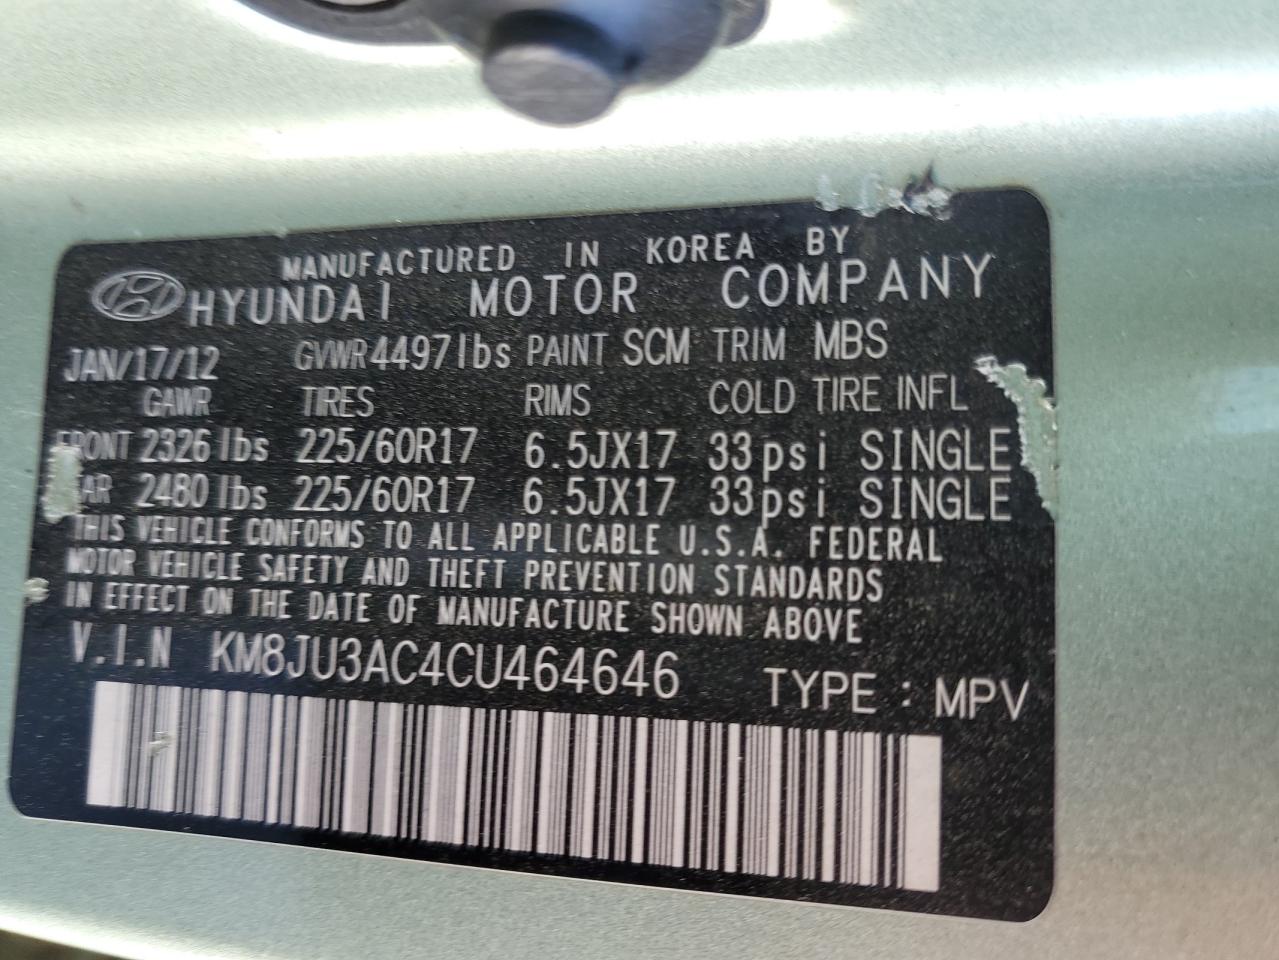 MANUFACTURED IN KOREA BY
HYUNDAI MOTOR COMPANY
JAN/17/12 GVWR 4497lbs PAINT SCM TRIM MBS
GAWR TIRES RIMS COLD TIRE INFL
FRONT 2326 lbs 225/60R17 6.5JX17 33psi SINGLE
2480 lbs 225/60R17 6.5JX17 33psi SINGLE
THIS VEHICLE CONFORMS TO ALL APPLICABLE U.S.A. FEDERAL
MOTOR VEHICLE SAFETY AND THEFT PREVENTION STANDARDS
IN EFFECT ON THE DATE OF MANUFACTURE SHOWN ABOVE
V.I.N KM8JU3AC4CU464646 TYPE : MPV